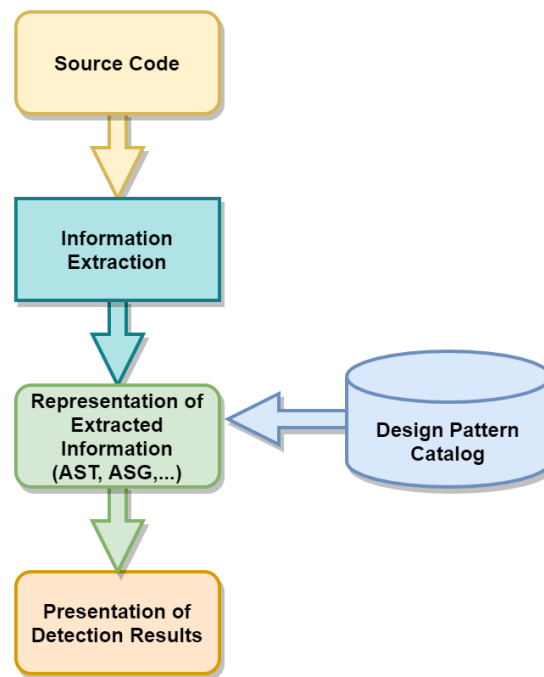 Source Code
Information
Extraction
Representation of
Extracted
Information
(AST, ASG,...)
Design Pattern
Catalog
Presentation of
Detection Results